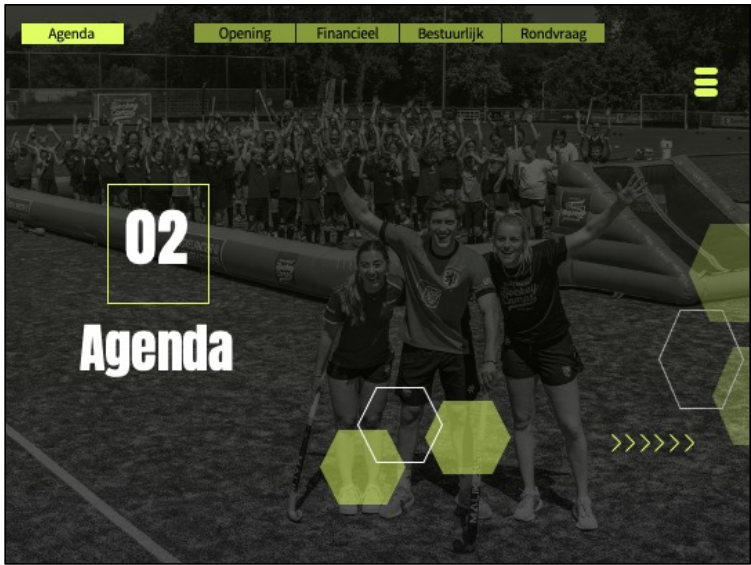 Agenda
Opening
Financieel
Bestuurlijk
Rondvraag
02
Agenda